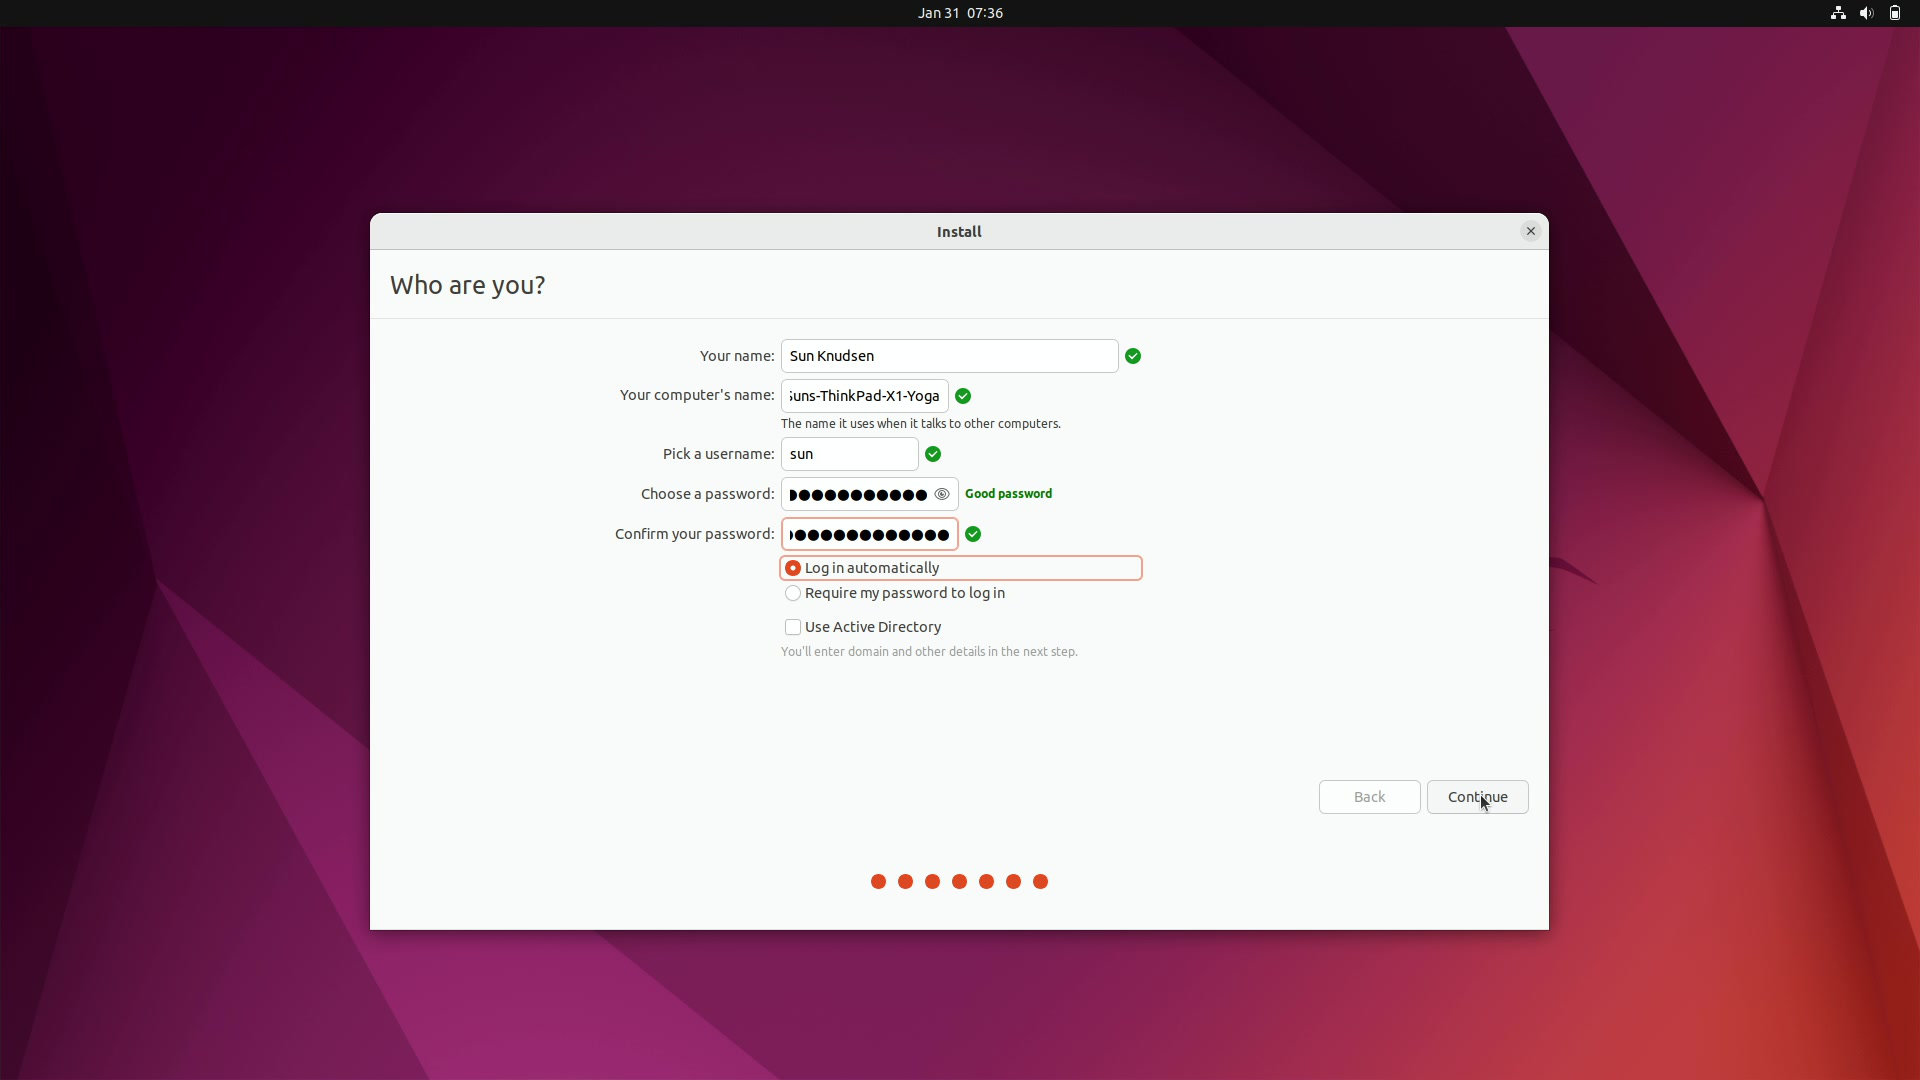 Jan 31 07:36
Install
Who are you?
Your name: Sun Knudsen
Your computer's name: Suns-ThinkPad-X1-Yoga
The name it uses when it talks to other computers.
Pick a username: sun
Choose a password: Good password
Confirm your password:
Log in automatically
Require my password to log in
Use Active Directory
You'll enter domain and other details in the next step.
Back Continue